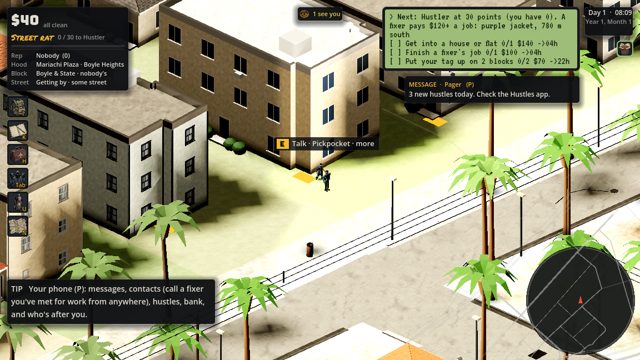 $40 all clean
STREET RAT 0 / 30 to Hustler
Rep Nobody (0)
Hood Mariachi Plaza · Boyle Heights
Block Boyle & State · nobody's
Street Getting by · some street
Tab
1 see you
> Next: Hustler at 30 points (you have 0). A
fixer pays $120+ a job: purple jacket, 780 m
south
[ ] Get into a house or flat 0/1 $140 ->04h
[ ] Finish a fixer's job 0/1 $100 ->04h
[ ] Put your tag up on 2 blocks 0/2 $70 ->22h
MESSAGE · Pager (P)
3 new hustles today. Check the Hustles app.
Day 1 · 08:09
Year 1, Month 1
E Talk · Pickpocket · more
TIP Your phone (P): messages, contacts (call a fixer
you've met for work from anywhere), hustles, bank,
and who's after you.